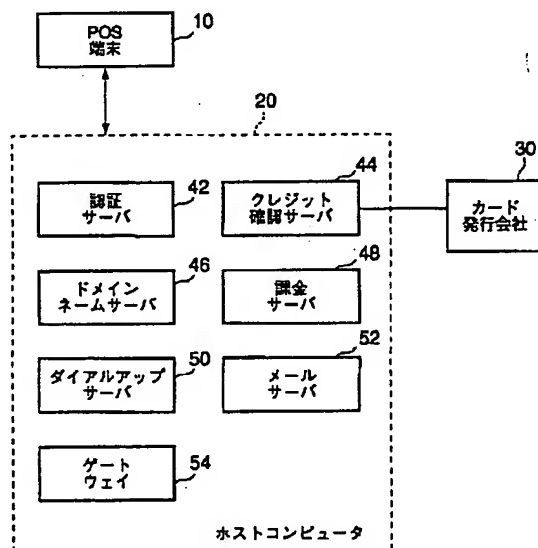 POS
端末
10
20
認証
サーバ
42
クレジット
確認サーバ
44
カード
発行会社
30
ドメイン
ネームサーバ
46
課金
サーバ
48
ダイアルアップ
サーバ
50
メール
サーバ
52
ゲート
ウェイ
54
ホストコンピュータ